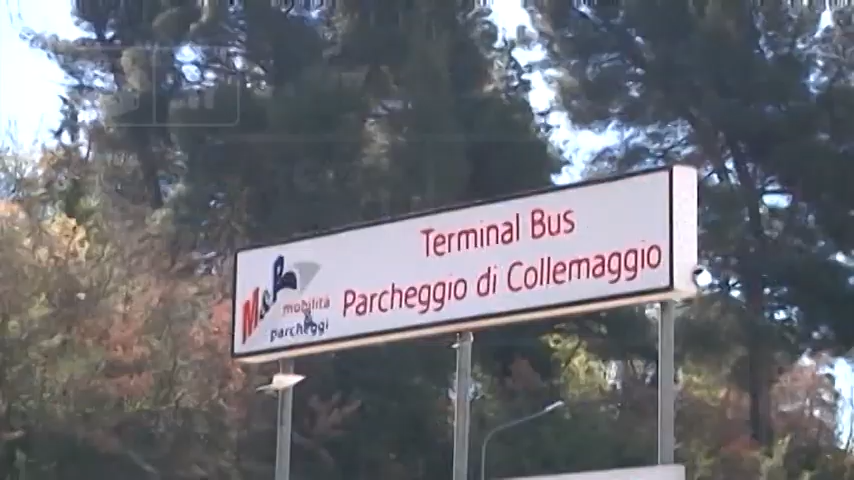 Terminal Bus
Parcheggio di Collemaggio
M&P
mobilità
parcheggi